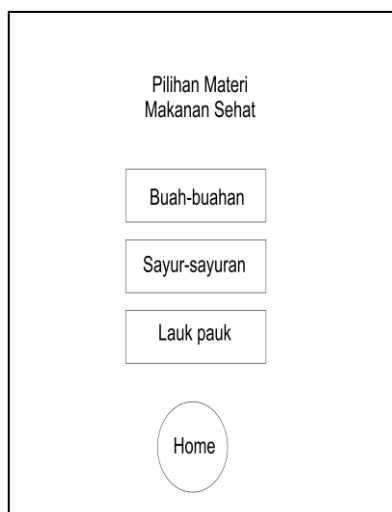 Pilihan Materi
Makanan Sehat
Buah-buahan
Sayur-sayuran
Lauk pauk
Home